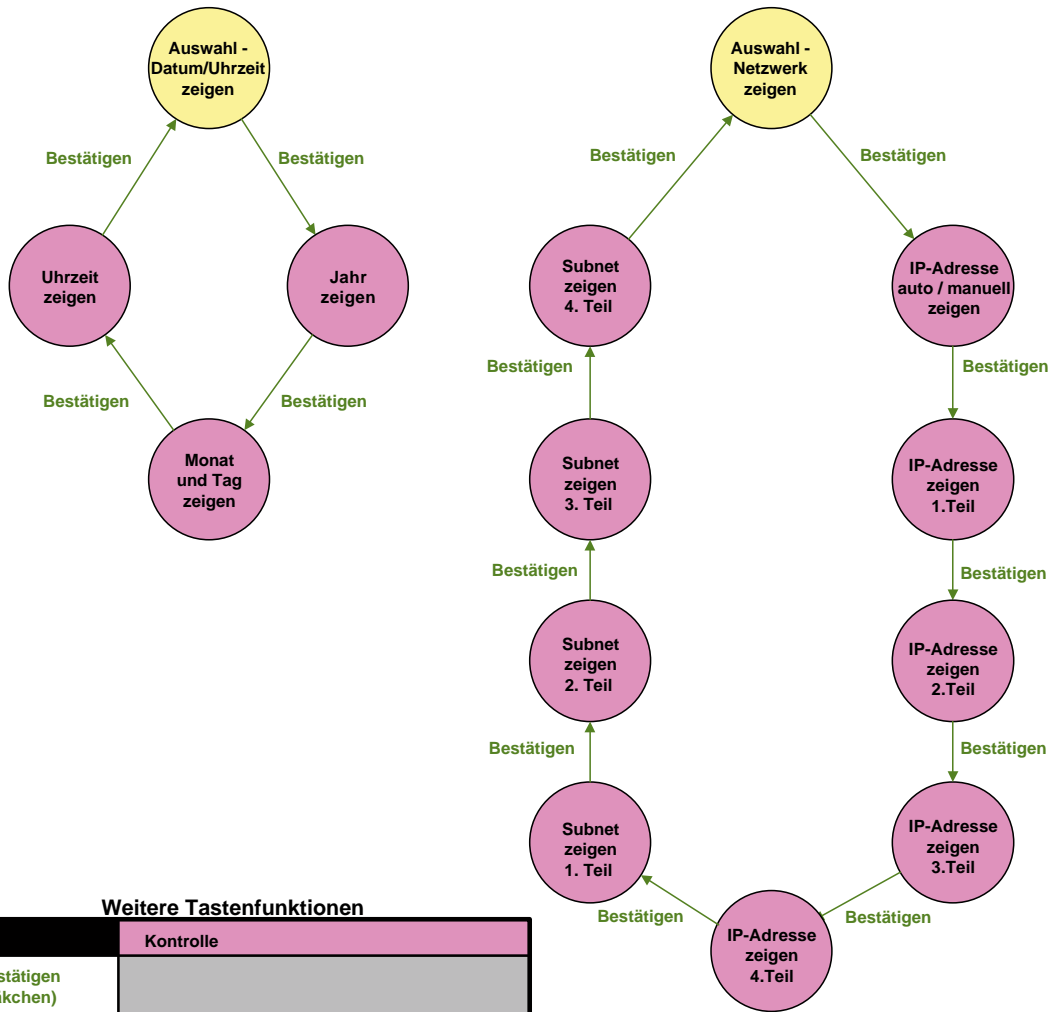 Auswahl -
Datum/Uhrzeit
zeigen
Bestätigen
Bestätigen
Uhrzeit
zeigen
Jahr
zeigen
Bestätigen
Bestätigen
Monat
und Tag
zeigen
Auswahl -
Netzwerk
zeigen
Bestätigen
Bestätigen
Subnet
zeigen
4. Teil
IP-Adresse
auto / manuell
zeigen
Bestätigen
Bestätigen
Subnet
zeigen
3. Teil
IP-Adresse
zeigen
1.Teil
Bestätigen
Bestätigen
Subnet
zeigen
2. Teil
IP-Adresse
zeigen
2.Teil
Bestätigen
Bestätigen
Subnet
zeigen
1. Teil
IP-Adresse
zeigen
3.Teil
Bestätigen
Bestätigen
IP-Adresse
zeigen
4.Teil
Weitere Tastenfunktionen
Kontrolle
stätigen
äkchen)